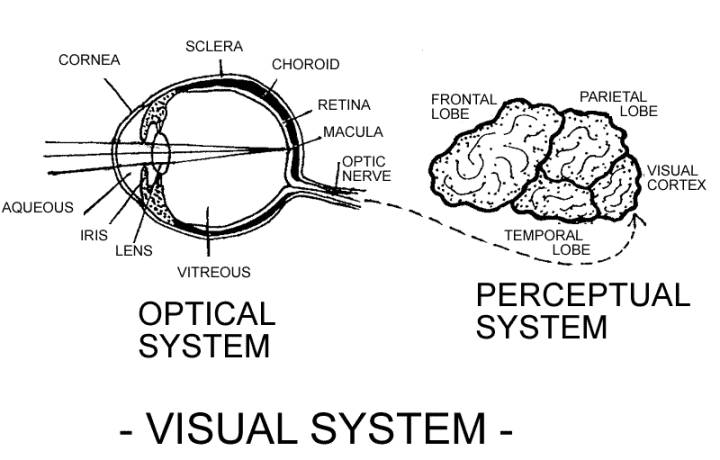 SCLERA
CORNEA
CHOROID
RETINA
MACULA
OPTIC
NERVE
AQUEOUS
IRIS
LENS
VITREOUS
OPTICAL
SYSTEM
FRONTAL
LOBE
PARIETAL
LOBE
VISUAL
CORTEX
TEMPORAL
LOBE
PERCEPTUAL
SYSTEM
- VISUAL SYSTEM -